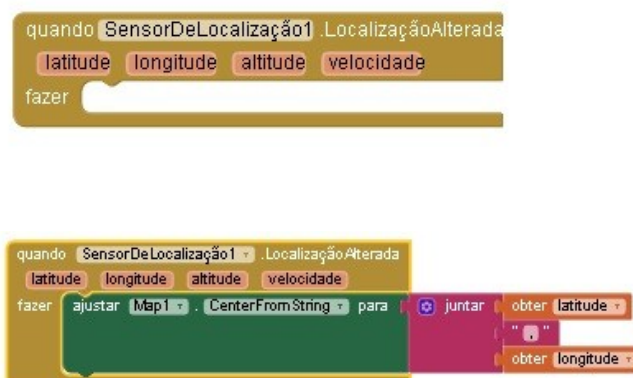 quando SensorDeLocalização1 .LocalizaçãoAlterada
latitude longitude altitude velocidade
fazer
quando SensorDeLocalização1 .LocalizaçãoAlterada
latitude longitude altitude velocidade
fazer ajustar Map1 . CenterFromString para juntar obter latitude
" , "
obter longitude